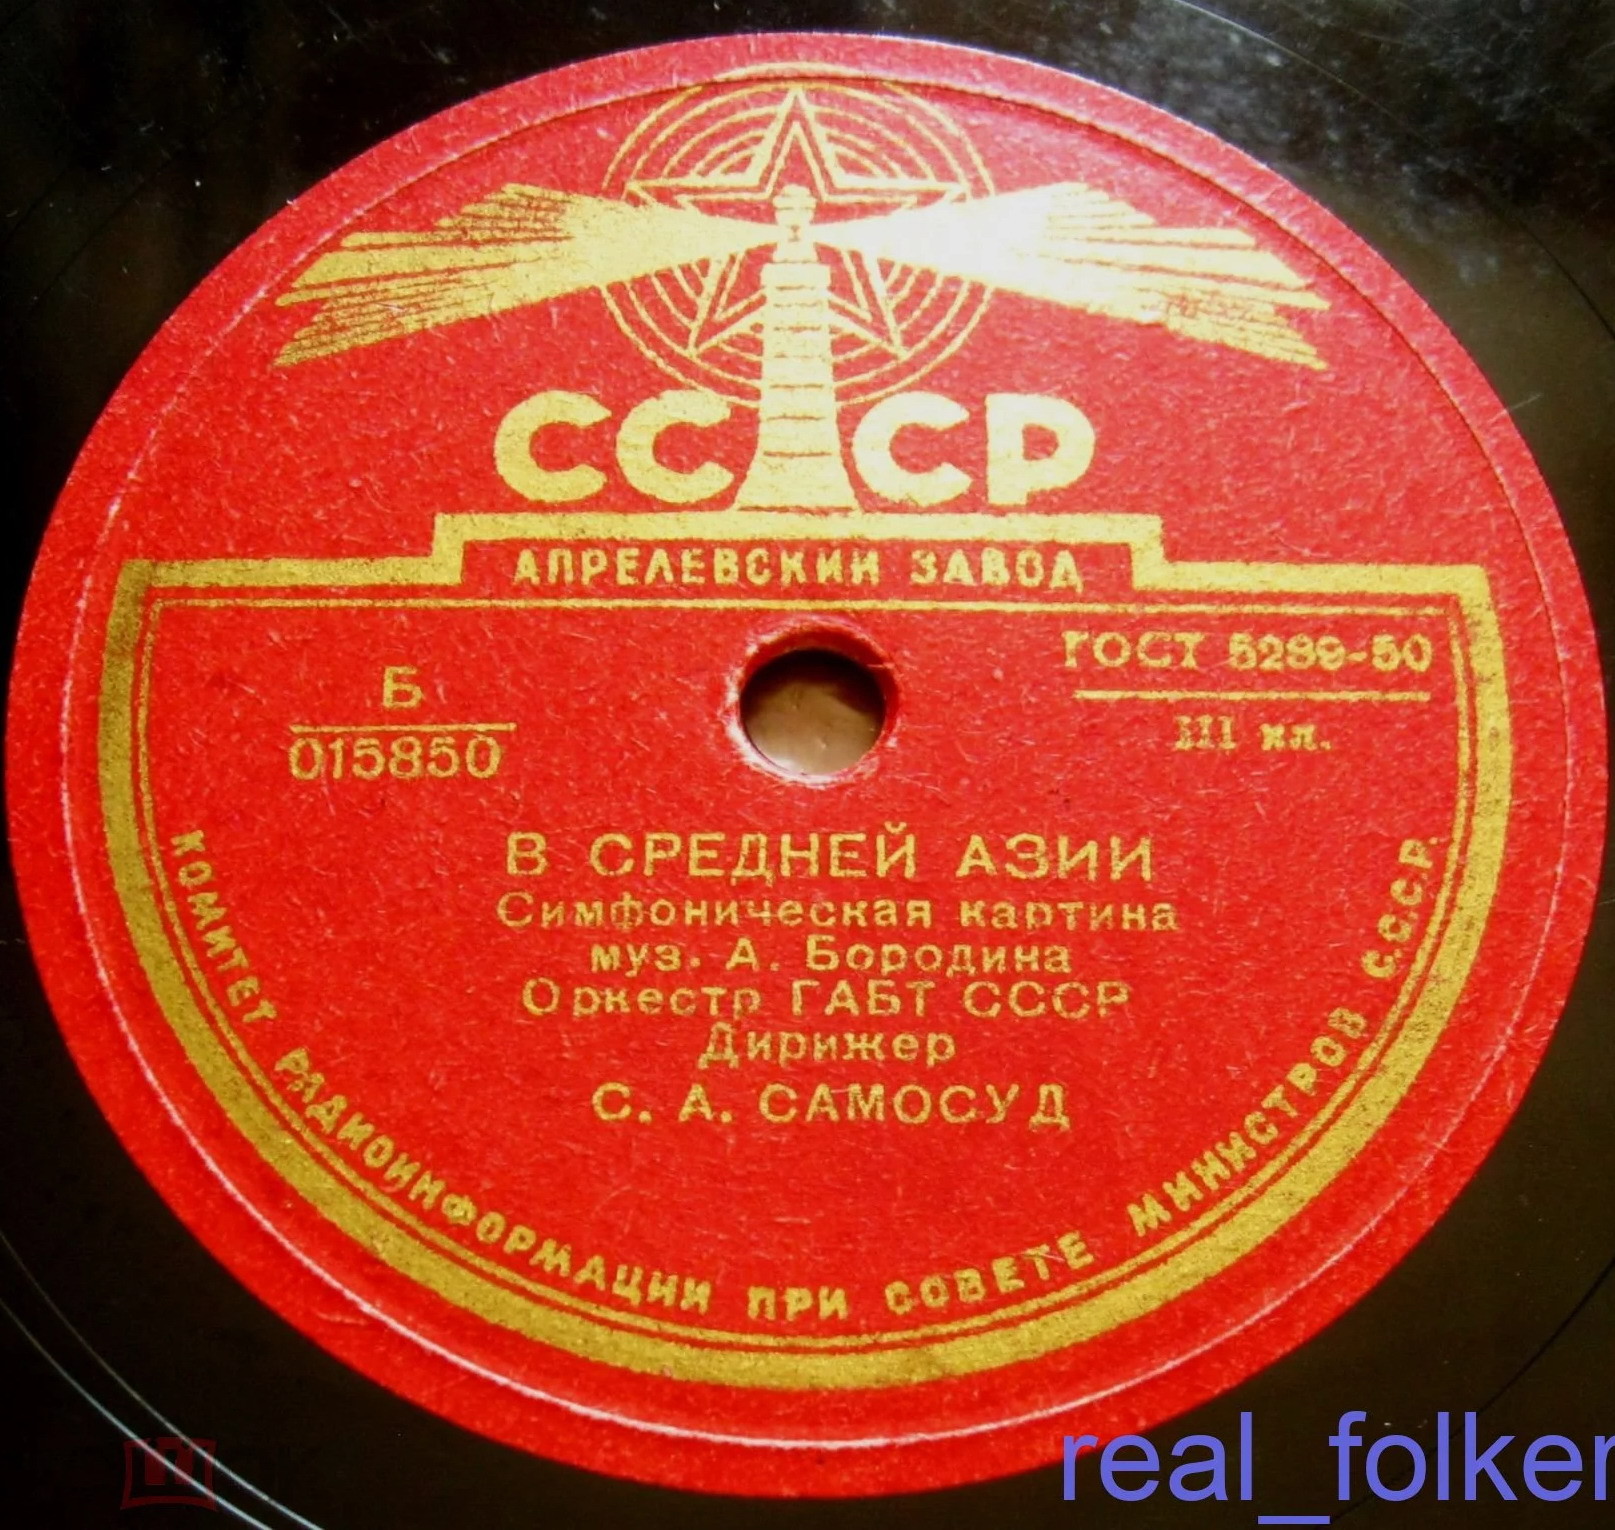 СССР
АПРЕЛЕВСКИЙ ЗАВОД
ГОСТ 5289-50
III кл.
Б
015850
В СРЕДНЕЙ АЗИИ
Симфоническая картина
муз. А. Бородина
Оркестр ГАБТ СССР
Дирижер
С. А. САМОСУД
КОМИТЕТ РАДИОИНФОРМАЦИИ ПРИ СОВЕТЕ МИНИСТРОВ С.С.С.Р.
real_folker